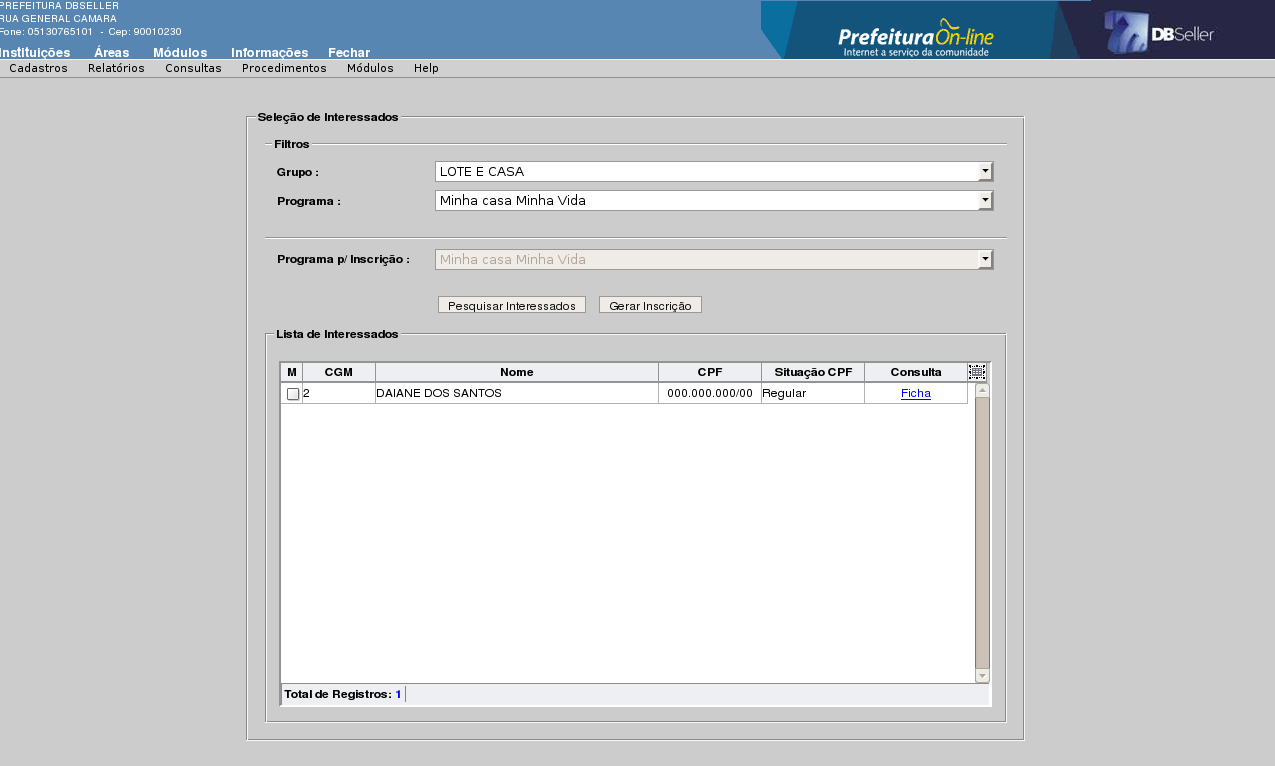 PREFEITURA DBSELLER
RUA GENERAL CAMARA
Fone: 05130765101 - Cep: 90010230
Instituições Áreas Módulos Informações Fechar
PrefeituraOn-line
Internet a serviço da comunidade
DBSeller
Cadastros Relatórios Consultas Procedimentos Módulos Help
Seleção de Interessados
Filtros
Grupo : LOTE E CASA
Programa : Minha casa Minha Vida
Programa p/ Inscrição : Minha casa Minha Vida
Pesquisar Interessados Gerar Inscrição
Lista de Interessados
M CGM Nome CPF Situação CPF Consulta
2 DAIANE DOS SANTOS 000.000.000/00 Regular Ficha
Total de Registros: 1